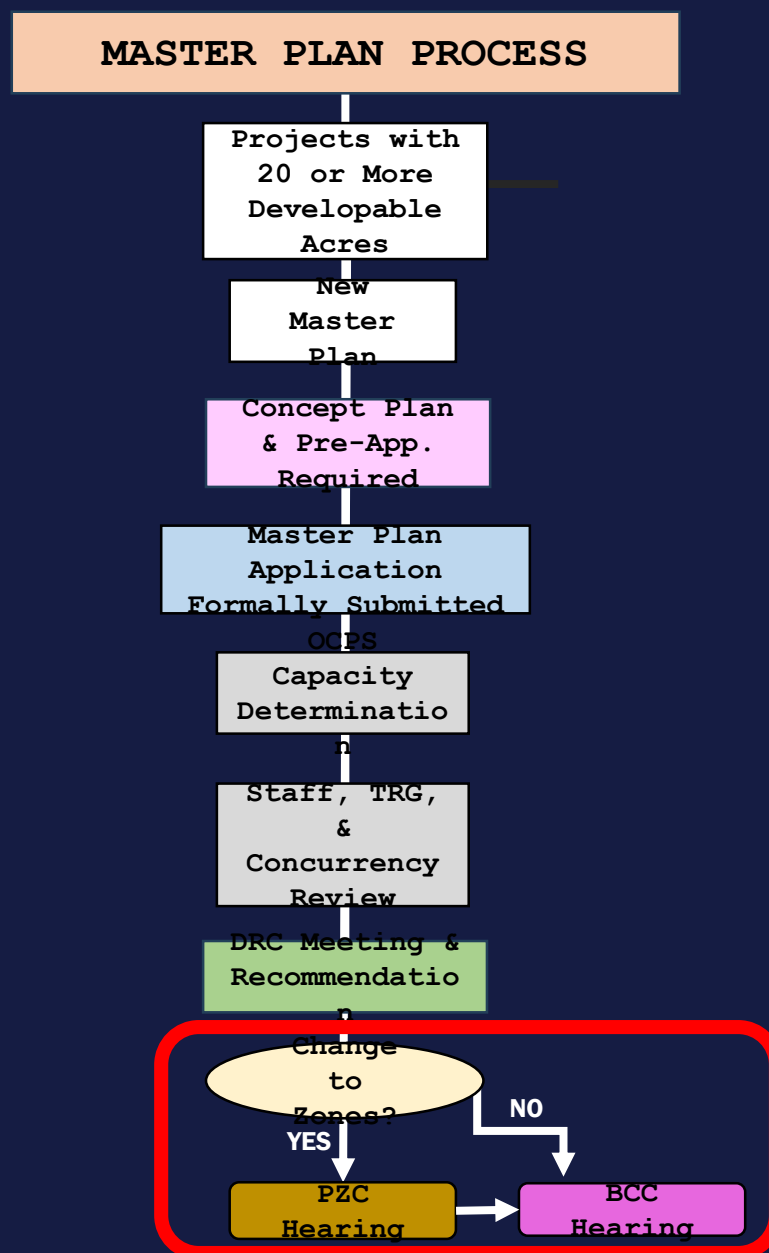 MASTER PLAN PROCESS
Projects with
20 or More
Developable
Acres
New
Master
Plan
Concept Plan
& Pre-App.
Required
Master Plan
Application
Formally Submitted
OCPS
Capacity
Determinatio
n
Staff, TRG,
&
Concurrency
Review
DRC Meeting &
Recommendatio
n
Change
to
Zones?
NO
YES
PZC
Hearing
BCC
Hearing